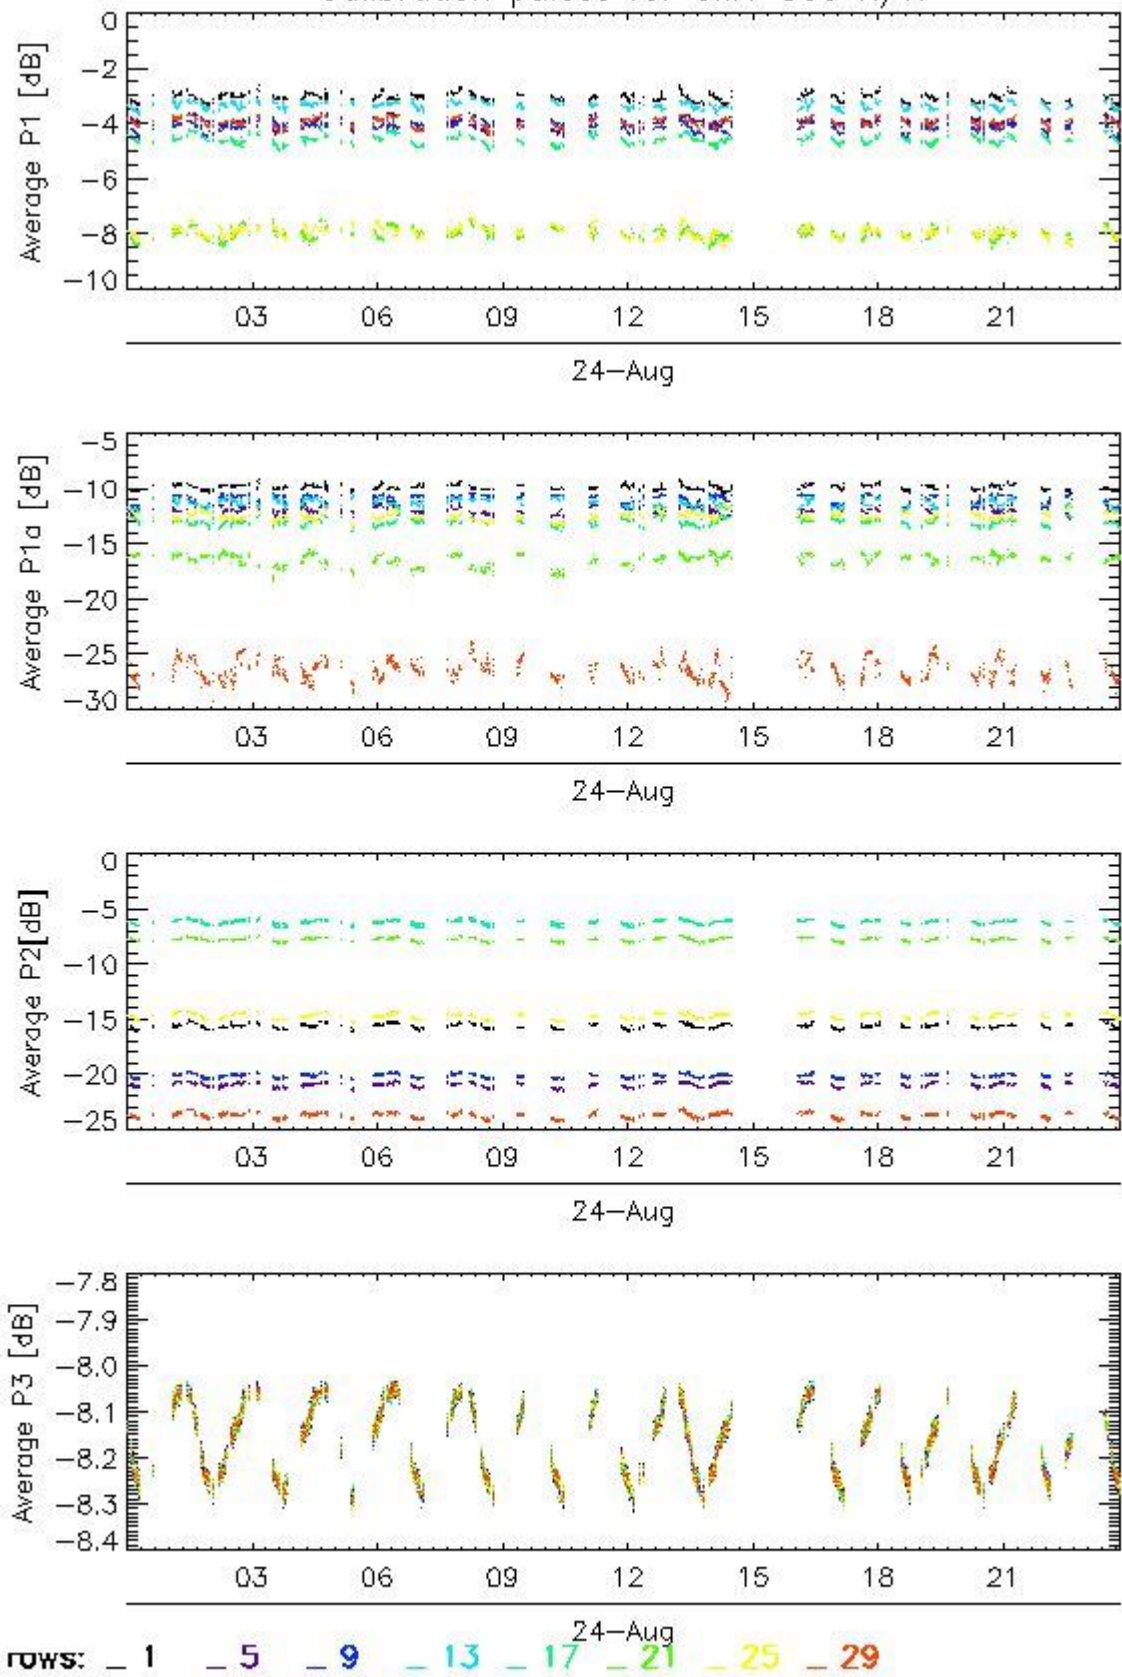 0
−2
−4
−6
−8
−10
Average P1 [dB]
03 06 09 12 15 18 21
24−Aug
−5
−10
−15
−20
−25
−30
Average P1a [dB]
03 06 09 12 15 18 21
24−Aug
0
−5
−10
−15
−20
−25
Average P2[dB]
03 06 09 12 15 18 21
24−Aug
−7.8
−7.9
−8.0
−8.1
−8.2
−8.3
−8.4
Average P3 [dB]
03 06 09 12 15 18 21
24−Aug
rows: _ 1 _ 5 _ 9 _ 13 _ 17 _ 21 _ 25 _ 29